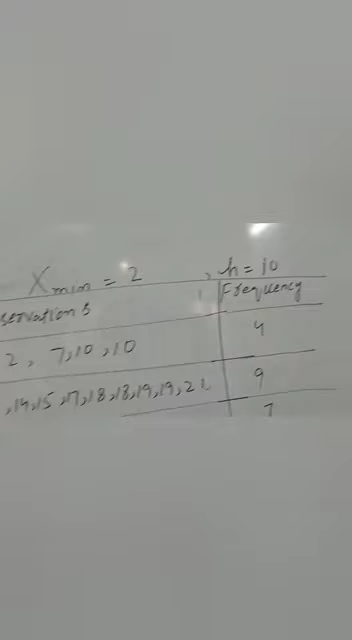 Xmin = 2 , h = 10
servations Frequency
2, 7,10,10 4
,14,15,17,18,18,19,19,21, 9
7